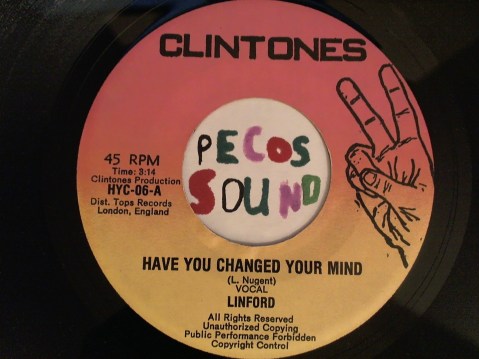 CLINTONES
45 RPM
Time: 3:14
Clintones Production
HYC-06-A
Dist. Tops Records
London, England
PECOS
SOUND
HAVE YOU CHANGED YOUR MIND
(L. Nugent)
VOCAL
LINFORD
All Rights Reserved
Unauthorized Copying
Public Performance Forbidden
Copyright Control